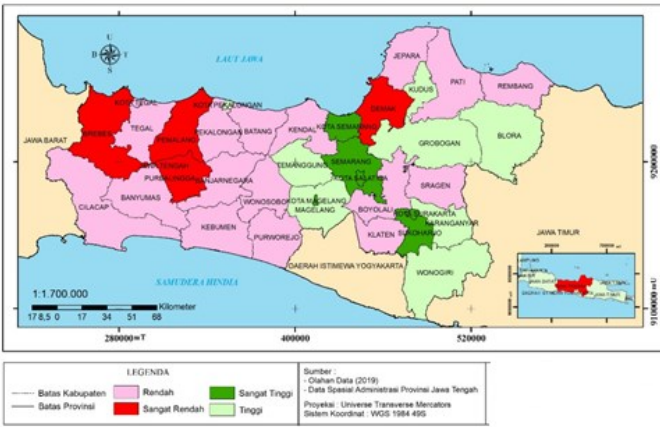 U
B
T
S
LAUT JAWA
JEPARA
KUDUS
PATI
REMBANG
DEMAK
KOTA TEGAL
BREBES
TEGAL
PEMALANG
PEKALONGAN
BATANG
KENDAL
KOTA SEMARANG
GROBOGAN
BLORA
JAWA BARAT
PURBALINGGA
BANJARNEGARA
TEMANGGUNG
SEMARANG
KOTA SALATIGA
SRAGEN
CILACAP
BANYUMAS
WONOSOBO
KOTA MAGELANG
MAGELANG
BOYOLALI
KOTA SURAKARTA
KARANGANYAR
KEBUMEN
PURWOREJO
KLATEN
SUKOHARJO
WONOGIRI
JAWA TIMUR
DAERAH ISTIMEWA YOGYAKARTA
SAMUDERA HINDIA
1:1.700.000
Kilometer
17 8,5 0 17 34 51 68
9200000
9100000
280000 mT
400000
520000
LEGENDA
Batas Kabupaten
Batas Provinsi
Rendah
Sangat Rendah
Sangat Tinggi
Tinggi
Sumber :
- Olahan Data (2019)
- Data Spasial Administrasi Provinsi Jawa Tengah
Proyeksi : Universe Transverse Mercators
Sistem Koordinat : WGS 1984 49S